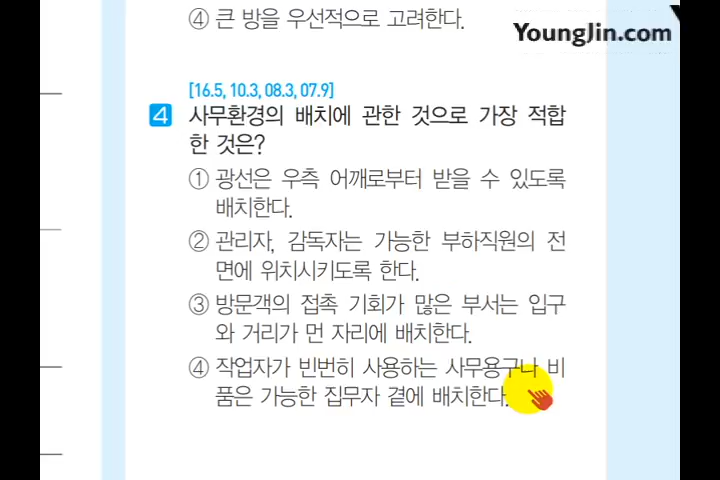 ④ 큰 방을 우선적으로 고려한다.
YoungJin.com
[16.5, 10.3, 08.3, 07.9]
4 사무환경의 배치에 관한 것으로 가장 적합
한 것은?
① 광선은 우측 어깨로부터 받을 수 있도록
배치한다.
② 관리자, 감독자는 가능한 부하직원의 전
면에 위치시키도록 한다.
③ 방문객의 접촉 기회가 많은 부서는 입구
와 거리가 먼 자리에 배치한다.
④ 작업자가 빈번히 사용하는 사무용구나 비
품은 가능한 집무자 곁에 배치한다.